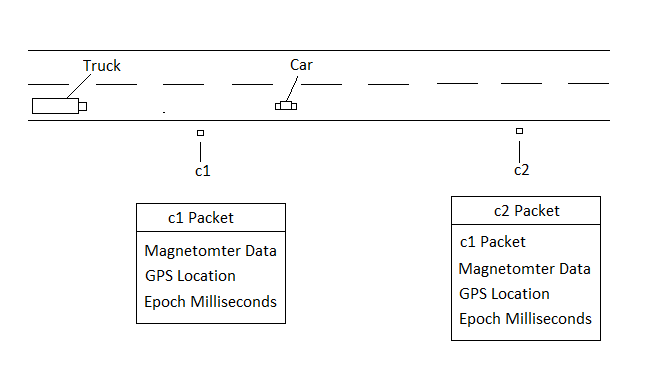 Truck
Car
c1
c2
c1 Packet
Magnetomter Data
GPS Location
Epoch Milliseconds
c2 Packet
c1 Packet
Magnetomter Data
GPS Location
Epoch Milliseconds